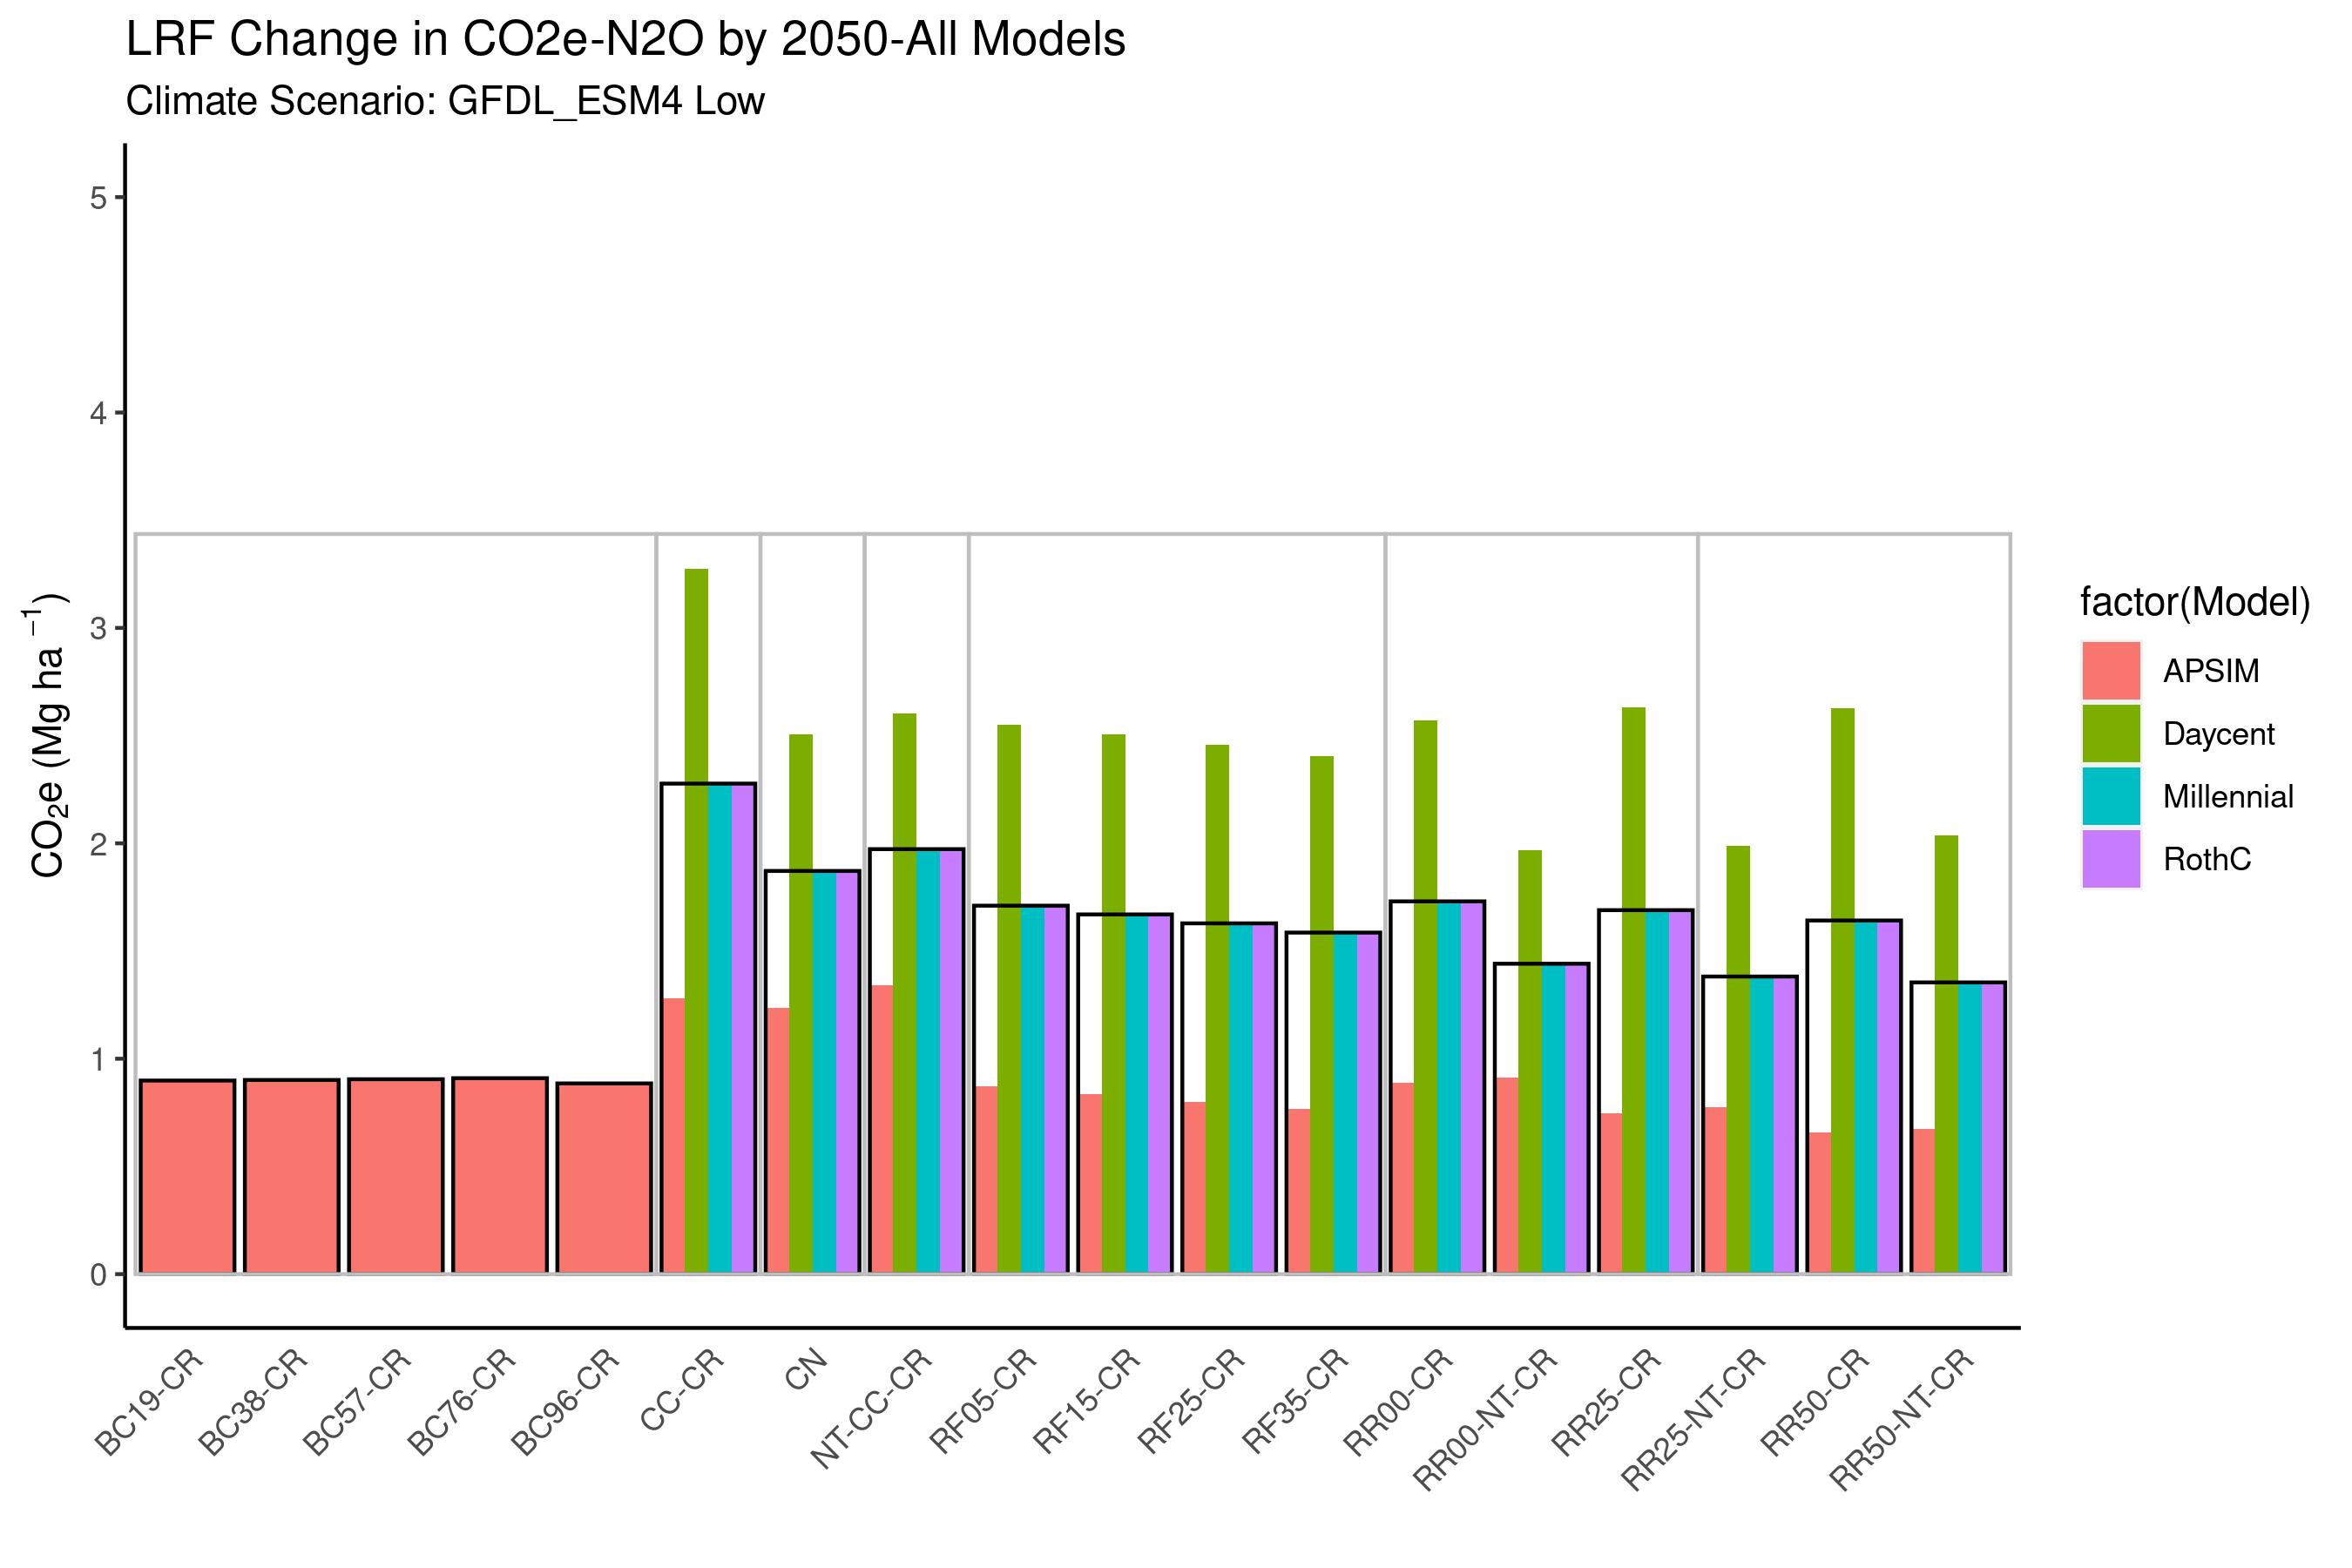 LRF Change in CO2e-N2O by 2050-All Models
Climate Scenario: GFDL_ESM4 Low
CO₂e (Mg ha ⁻¹)
5
4
3
2
1
0
BC19-CR
BC38-CR
BC57-CR
BC76-CR
BC96-CR
CC-CR
CN
NT-CC-CR
RF05-CR
RF15-CR
RF25-CR
RF35-CR
RR00-CR
RR00-NT-CR
RR25-CR
RR25-NT-CR
RR50-CR
RR50-NT-CR
factor(Model)
APSIM
Daycent
Millennial
RothC